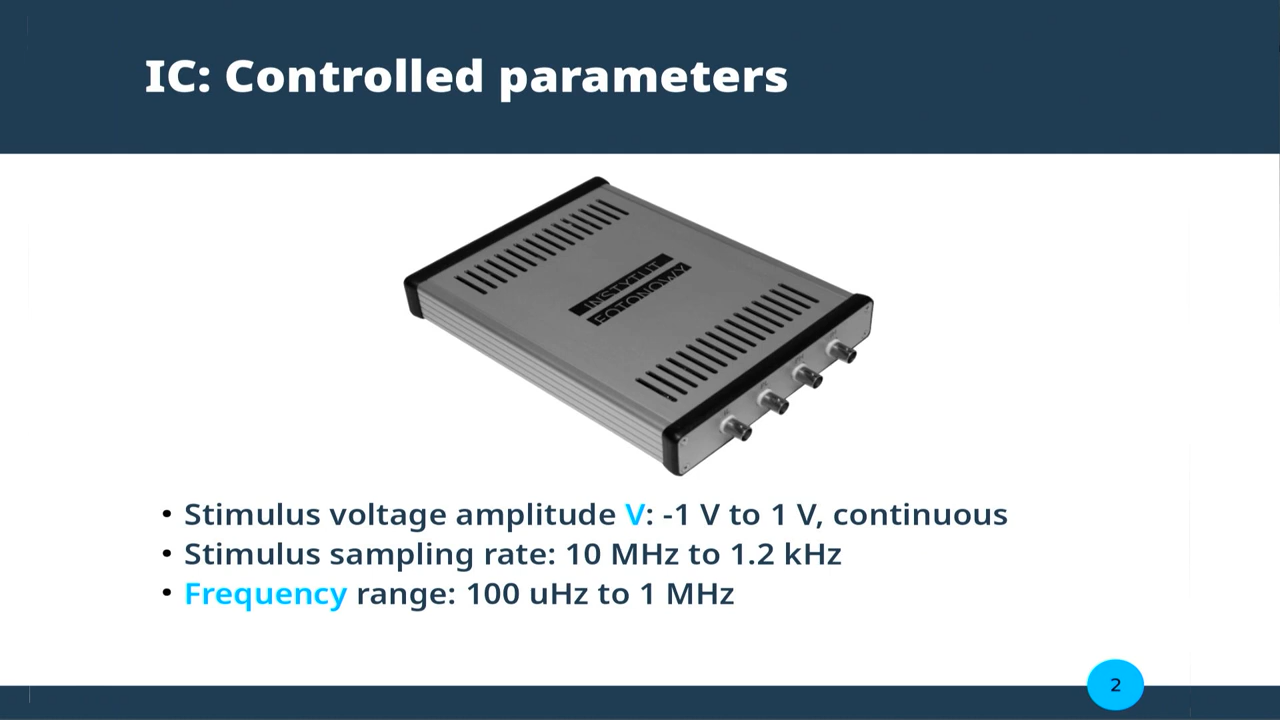 IC: Controlled parameters
INSTYTUT
FOTONOWY
• Stimulus voltage amplitude V: -1 V to 1 V, continuous
• Stimulus sampling rate: 10 MHz to 1.2 kHz
• Frequency range: 100 uHz to 1 MHz
2